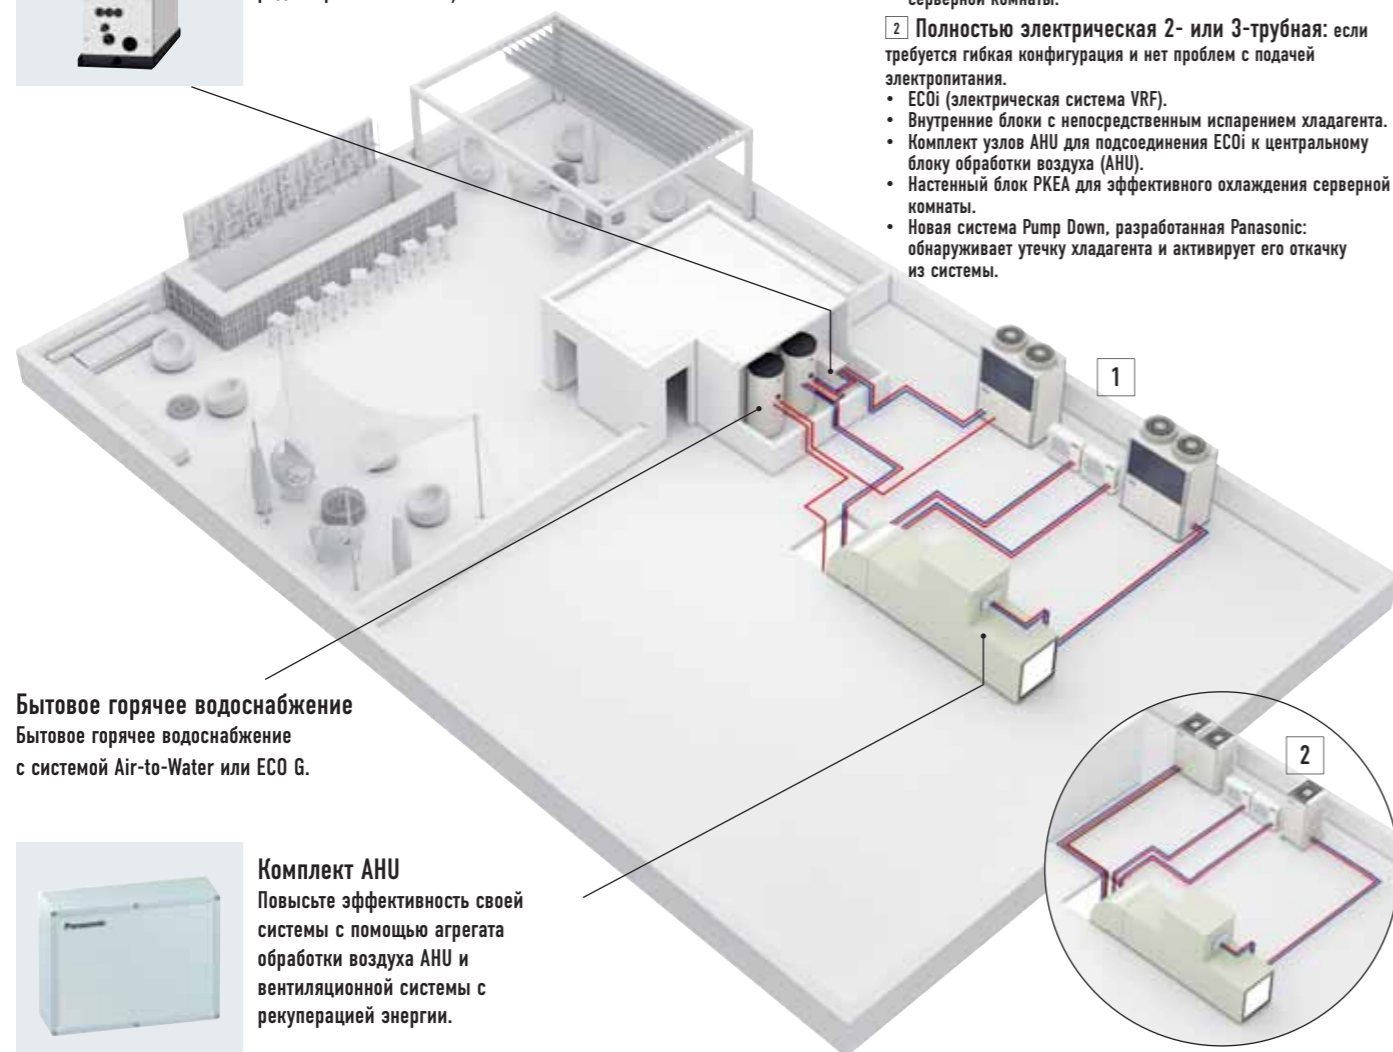 серверной комнаты.
2 Полностью электрическая 2- или 3-трубная: если
требуется гибкая конфигурация и нет проблем с подачей
электропитания.
• ECOi (электрическая система VRF).
• Внутренние блоки с непосредственным испарением хладагента.
• Комплект узлов AHU для подсоединения ECOi к центральному
блоку обработки воздуха (AHU).
• Настенный блок PKEA для эффективного охлаждения серверной
комнаты.
• Новая система Pump Down, разработанная Panasonic:
обнаруживает утечку хладагента и активирует его откачку
из системы.
1
Бытовое горячее водоснабжение
Бытовое горячее водоснабжение
с системой Air-to-Water или ECO G.
2
Panasonic
Комплект AHU
Повысьте эффективность своей
системы с помощью агрегата
обработки воздуха AHU и
вентиляционной системы с
рекуперацией энергии.